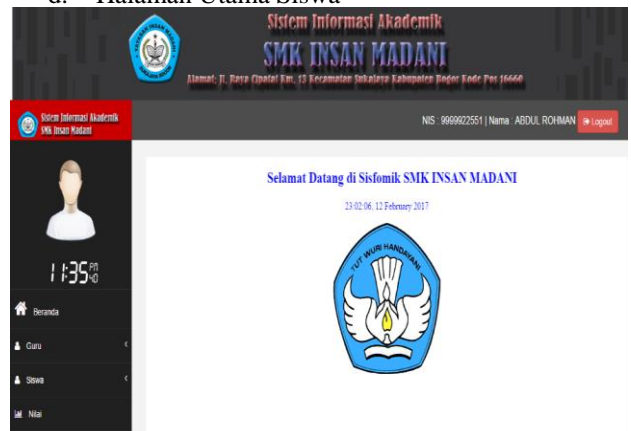 d. Halaman Utama Siswa
Sistem Informasi Akademik
SMK INSAN MADANI
Alamat: Jl. Raya Cipatat Km. 13 Kecamatan Sukajaya Kabupaten Bogor Kode Pos 16660
Sistem Informasi Akademik
SMK Insan Madani
NIS : 9999922551 | Nama : ABDUL ROHMAN Logout
Selamat Datang di Sisfomik SMK INSAN MADANI
23:02:06, 12 February 2017
TUT WURI HANDAYANI
11:35 PM
40
Beranda
Guru
Siswa
Nilai